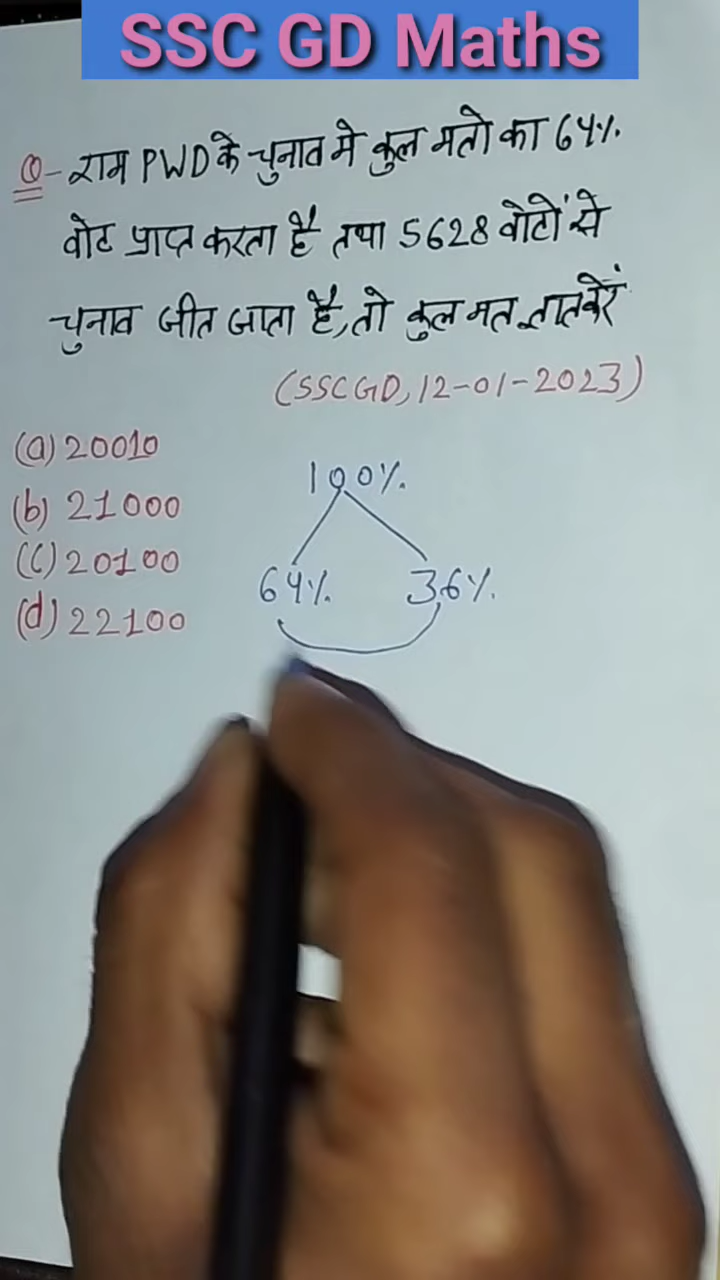 SSC GD Maths
Q- राम PWD के चुनाव मे कुल मतो का 64%
वोट प्राप्त करता है तथा 5628 वोटों से
चुनाव जीत जाता है, तो कुल मत ज्ञात करें
(SSC GD, 12-01-2023)
(a) 20010
(b) 21000
(c) 20100
(d) 22100
100%
64% 36%